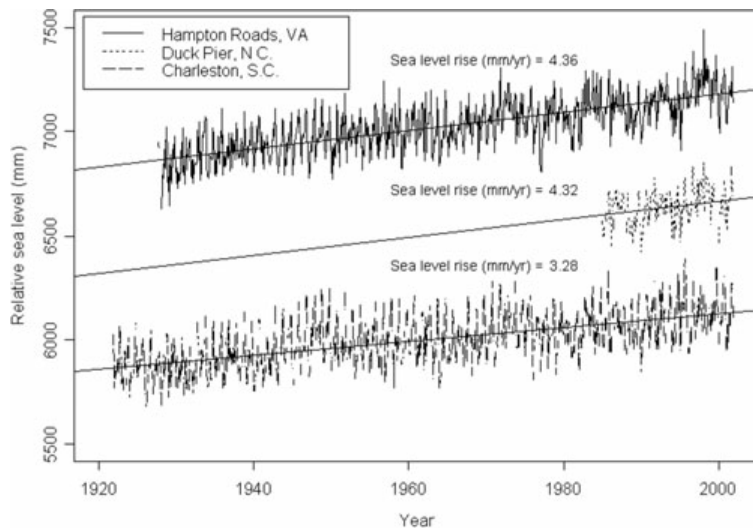 Hampton Roads, VA
Duck Pier, N C.
Charleston, S.C.
Sea level rise (mm/yr) = 4.36
Sea level rise (mm/yr) = 4.32
Sea level rise (mm/yr) = 3.28
Relative sea level (mm)
7500
7000
6500
6000
5500
1920
1940
1960
1980
2000
Year